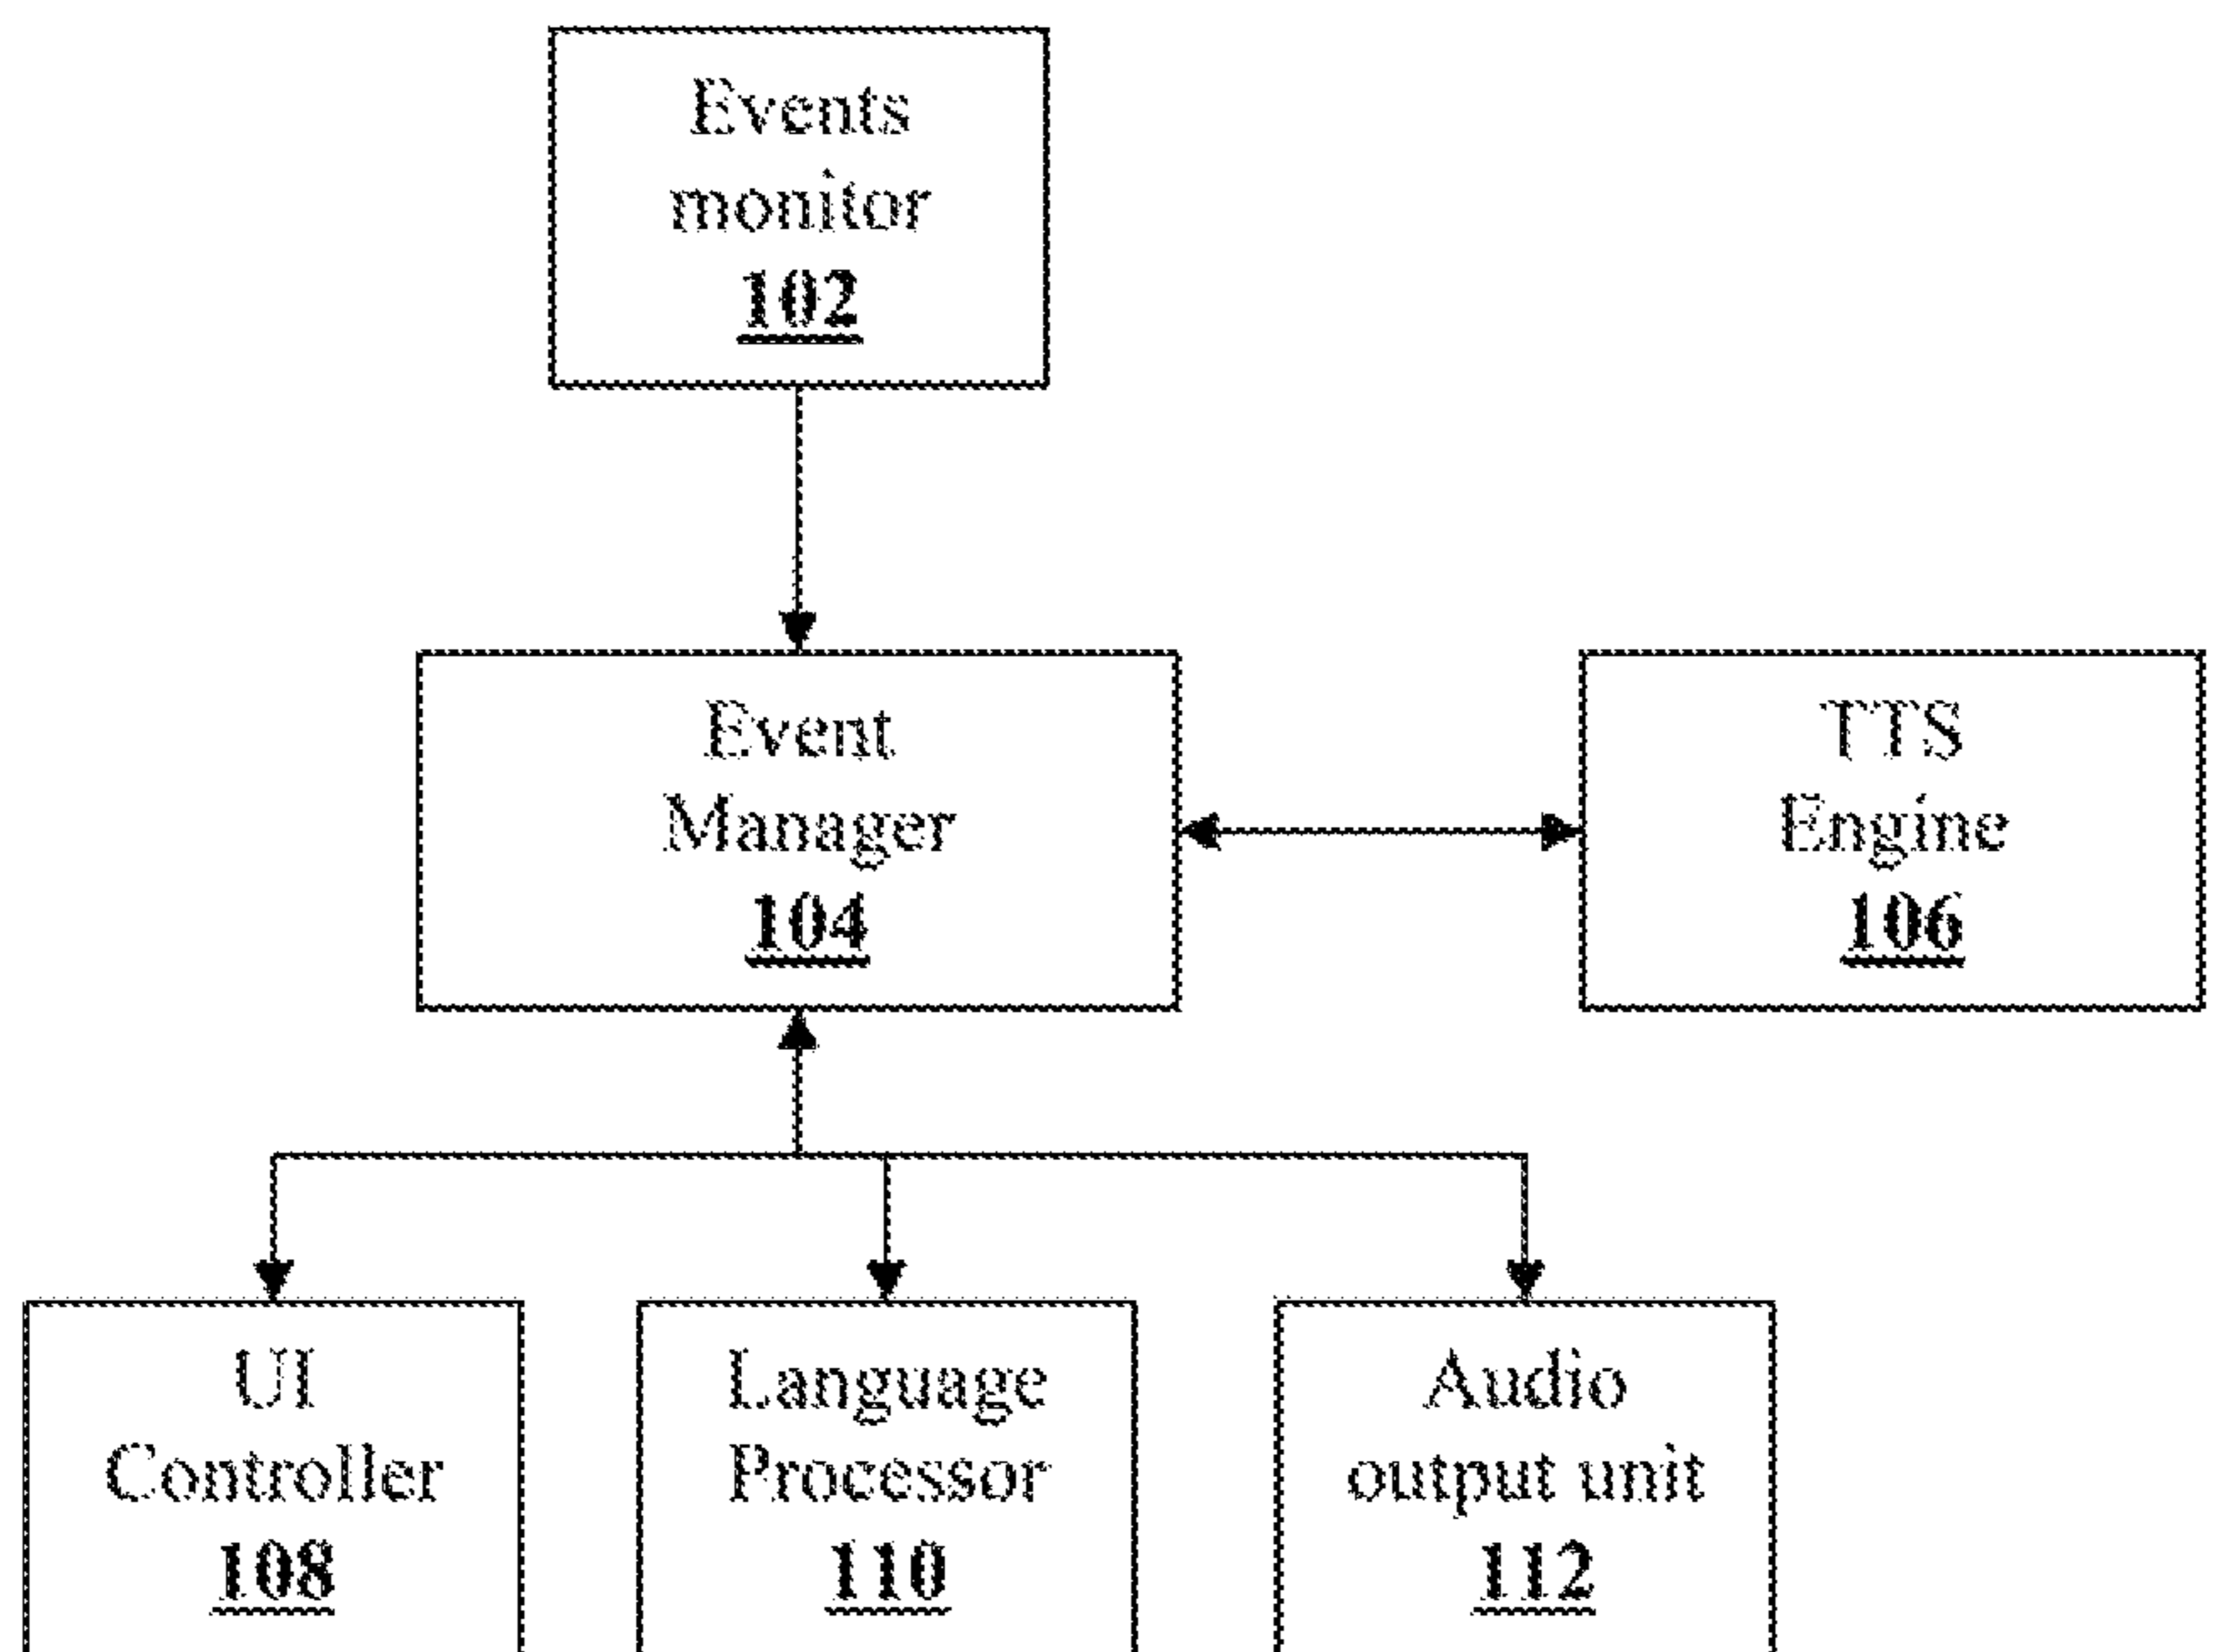 Events
monitor
102
Event
Manager
104
TTS
Engine
106
UI
Controller
108
Language
Processor
110
Audio
output unit
112